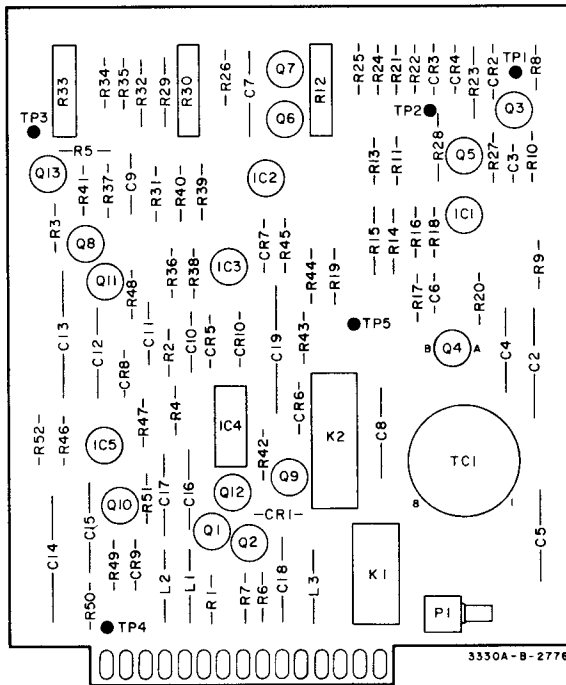 R33
R34
R35
R32
R29
R30
R26
C7
Q7
R12
R25
R24
R21
R22
CR3
CR4
R23
CR2
TP1
R8
TP3
Q6
TP2
Q3
R5
Q13
R41
R37
C9
R31
R40
R39
IC2
R13
R11
R28
Q5
R27
C3
R10
R3
Q8
Q11
R48
R36
R38
IC3
CR7
R45
R44
R19
R15
R14
R16
R18
IC1
R17
C6
R20
R9
C13
C12
CR8
C11
R2
C10
CR5
CR10
C19
R43
TP5
B
Q4
A
C4
C2
R52
R46
IC5
R47
R4
IC4
R42
CR6
Q9
K2
C8
TC1
8
1
C14
C15
Q10
R51
C17
C16
Q12
CR1
Q1
Q2
C5
R50
R49
CR9
L2
L1
R1
R7
R6
C18
L3
K1
P1
TP4
3330A-B-2776